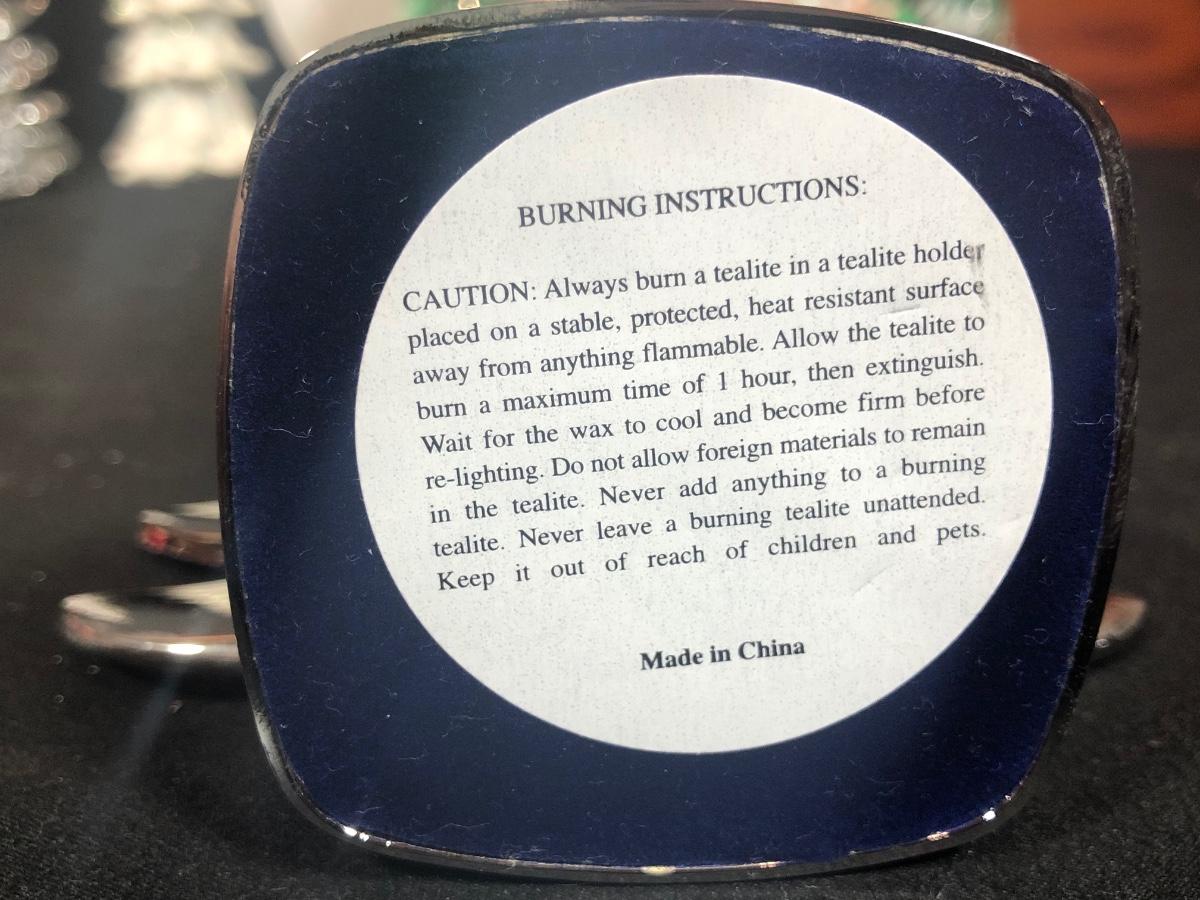 BURNING INSTRUCTIONS:
CAUTION: Always burn a tealite in a tealite holder
placed on a stable, protected, heat resistant surface
away from anything flammable. Allow the tealite to
burn a maximum time of 1 hour, then extinguish.
Wait for the wax to cool and become firm before
re-lighting. Do not allow foreign materials to remain
in the tealite. Never add anything to a burning
tealite. Never leave a burning tealite unattended.
Keep it out of reach of children and pets.
Made in China